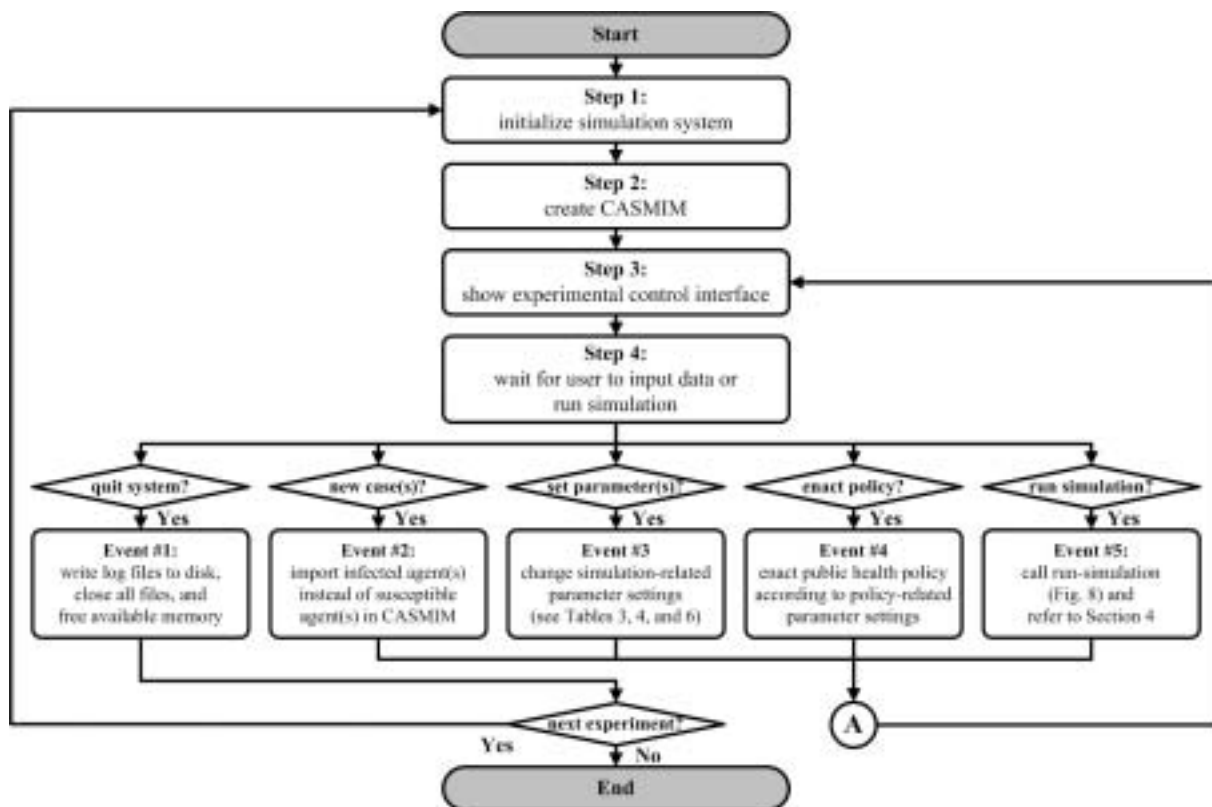 Start
Step 1:
initialize simulation system
Step 2:
create CASMIM
Step 3:
show experimental control interface
Step 4:
wait for user to input data or
run simulation
quit system?
new case(s)?
set parameter(s)?
enact policy?
run simulation?
Yes
Yes
Yes
Yes
Yes
Event #1:
write log files to disk,
close all files, and
free available memory
Event #2:
import infected agent(s)
instead of susceptible
agent(s) in CASMIM
Event #3
change simulation-related
parameter settings
(see Tables 3, 4, and 6)
Event #4
enact public health policy
according to policy-related
parameter settings
Event #5:
call run-simulation
(Fig. 8) and
refer to Section 4
next experiment?
A
Yes
No
End